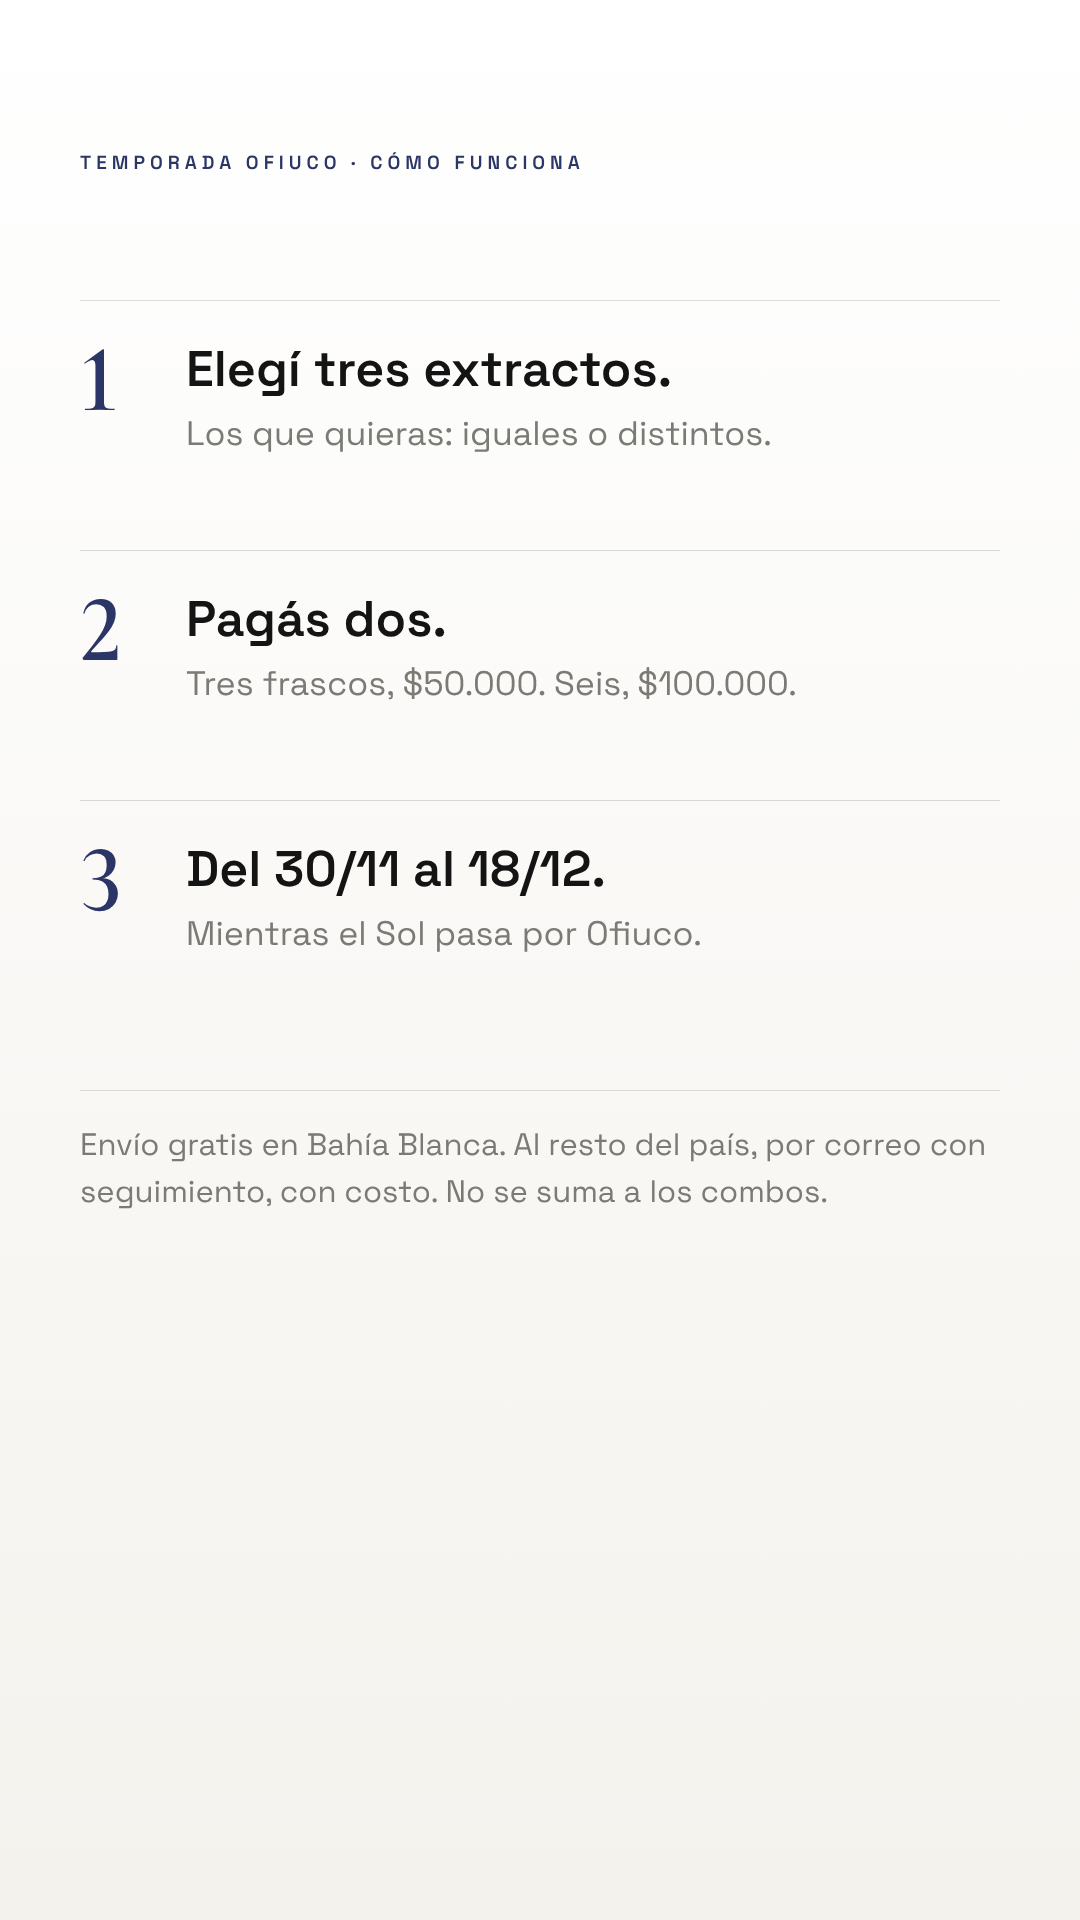 TEMPORADA OFIUCO · CÓMO FUNCIONA
1
Elegí tres extractos.
Los que quieras: iguales o distintos.
2
Pagás dos.
Tres frascos, $50.000. Seis, $100.000.
3
Del 30/11 al 18/12.
Mientras el Sol pasa por Ofiuco.
Envío gratis en Bahía Blanca. Al resto del país, por correo con
seguimiento, con costo. No se suma a los combos.